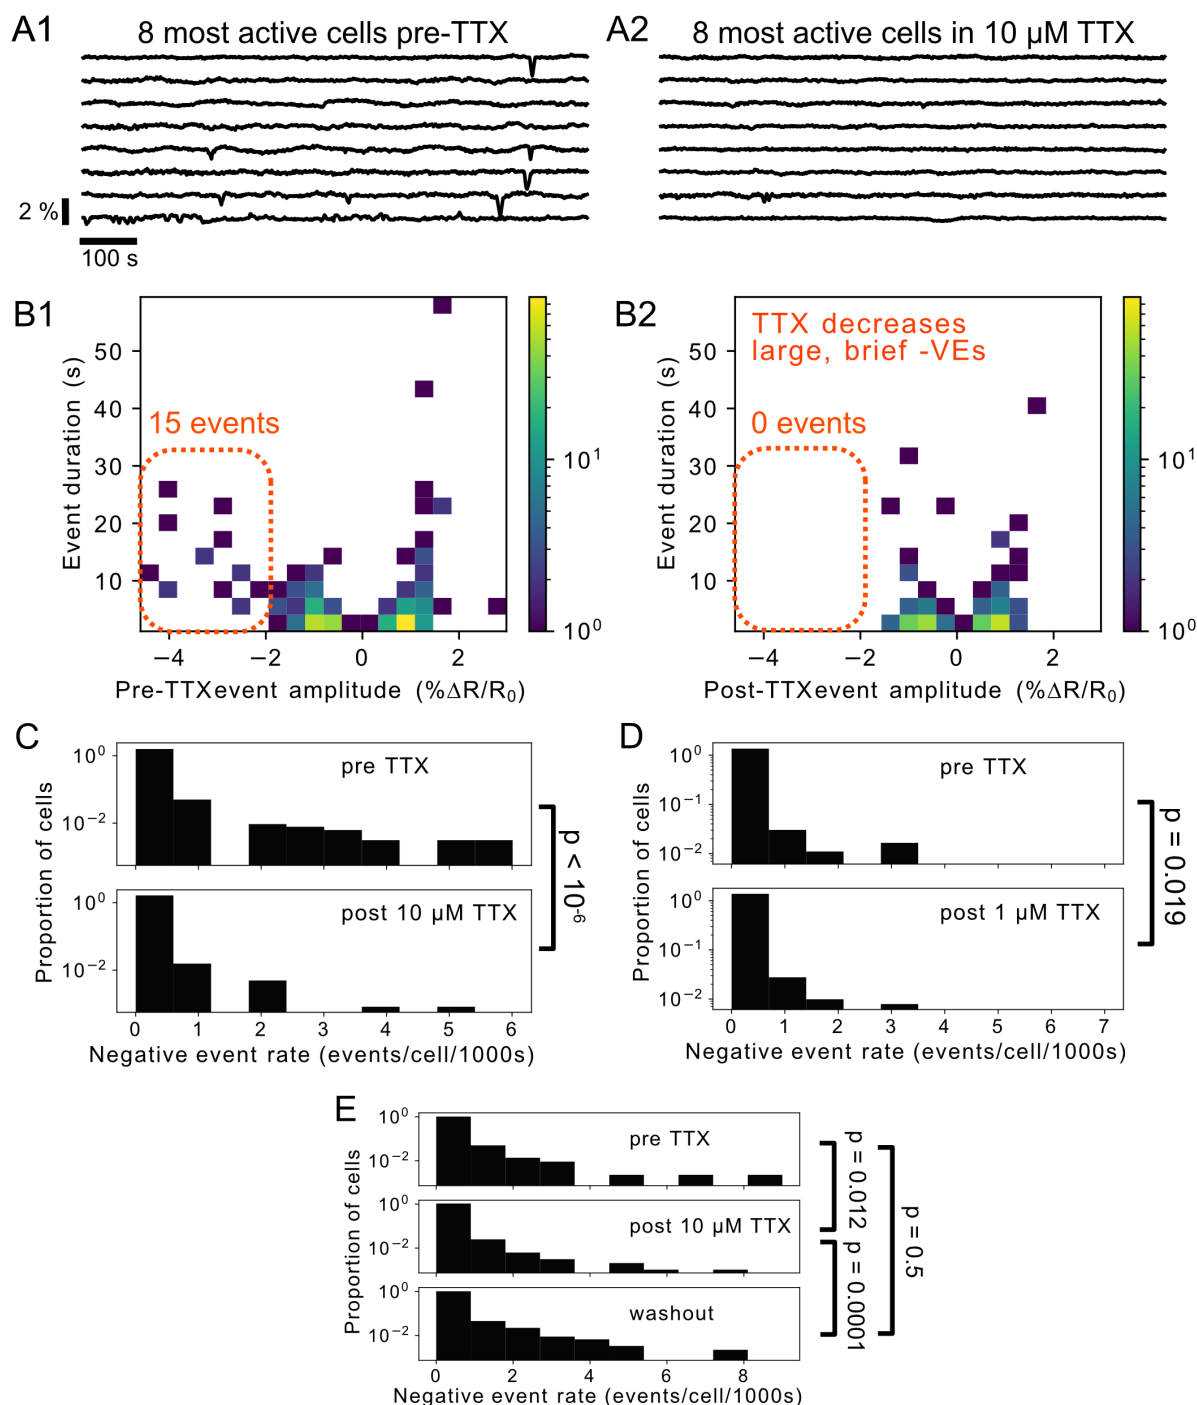 A1
8 most active cells pre-TTX
A2
8 most active cells in 10 µM TTX
2 %
100 s
B1
15 events
Event duration (s)
50
40
30
20
10
−4
−2
0
2
Pre-TTXevent amplitude (%ΔR/R₀)
10¹
10⁰
B2
TTX decreases
large, brief -VEs
0 events
Event duration (s)
50
40
30
20
10
−4
−2
0
2
Post-TTXevent amplitude (%ΔR/R₀)
10¹
10⁰
C
Proportion of cells
10⁰
10⁻²
pre TTX
10⁰
10⁻²
post 10 µM TTX
0 1 2 3 4 5 6
Negative event rate (events/cell/1000s)
p < 10⁻⁶
D
Proportion of cells
10⁰
10⁻¹
10⁻²
pre TTX
10⁰
10⁻¹
10⁻²
post 1 µM TTX
0 1 2 3 4 5 6 7
Negative event rate (events/cell/1000s)
p = 0.019
E
Proportion of cells
10⁰
10⁻²
pre TTX
10⁰
10⁻²
post 10 µM TTX
10⁰
10⁻²
washout
0 2 4 6 8
Negative event rate (events/cell/1000s)
p = 0.012
p = 0.0001
p = 0.5